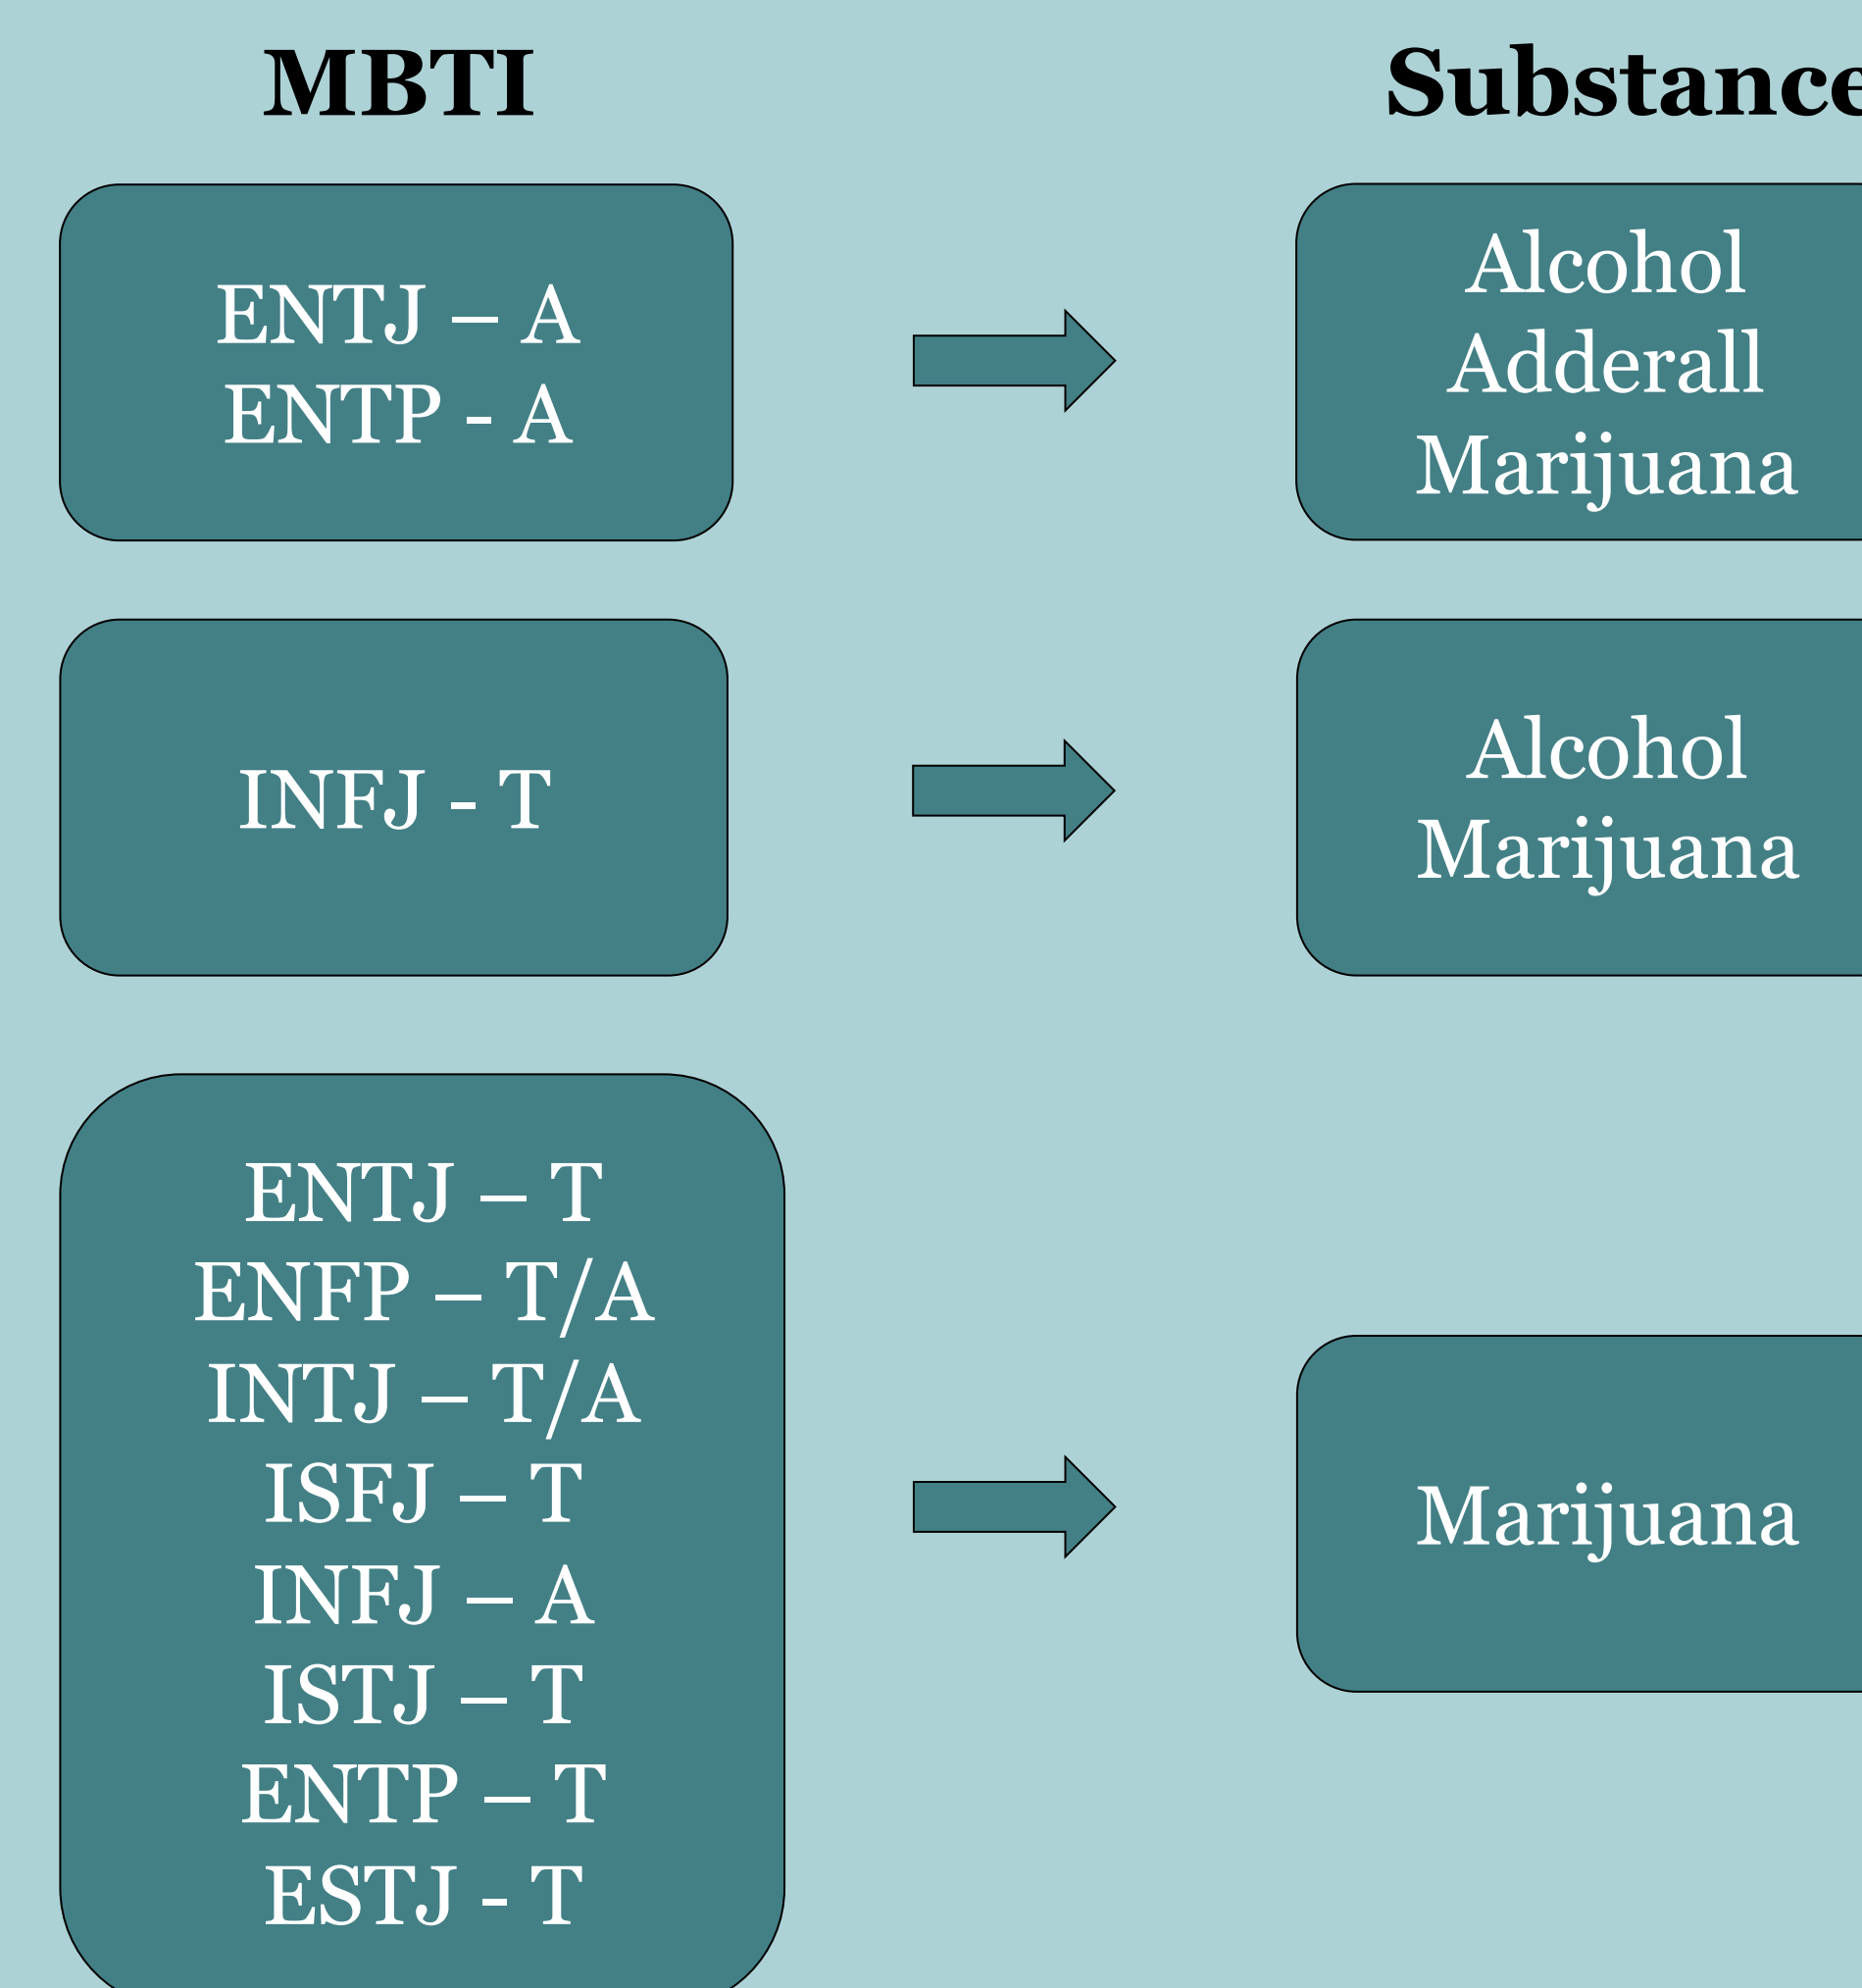 MBTI
Substance
ENTJ – A
ENTP - A
Alcohol
Adderall
Marijuana
INFJ - T
Alcohol
Marijuana
ENTJ – T
ENFP – T/A
INTJ – T/A
ISFJ – T
INFJ – A
ISTJ – T
ENTP – T
ESTJ - T
Marijuana